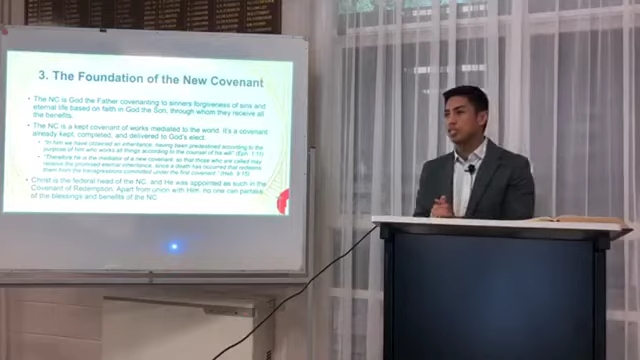 3. The Foundation of the New Covenant
• The NC is God the Father covenanting to sinners forgiveness of sins and
eternal life based on faith in God the Son, through whom they receive all
the benefits.
• The NC is a kept covenant of works mediated to the world. It's a covenant
already kept, completed, and delivered to God's elect.
• "In him we have obtained an inheritance, having been predestined according to the
purpose of him who works all things according to the counsel of his will" (Eph. 1:11)
• "Therefore he is the mediator of a new covenant, so that those who are called may
receive the promised eternal inheritance, since a death has occurred that redeems
them from the transgressions committed under the first covenant." (Heb. 9:15)
• Christ is the federal head of the NC, and He was appointed as such in the
Covenant of Redemption. Apart from union with Him, no one can partake
of the blessings and benefits of the NC